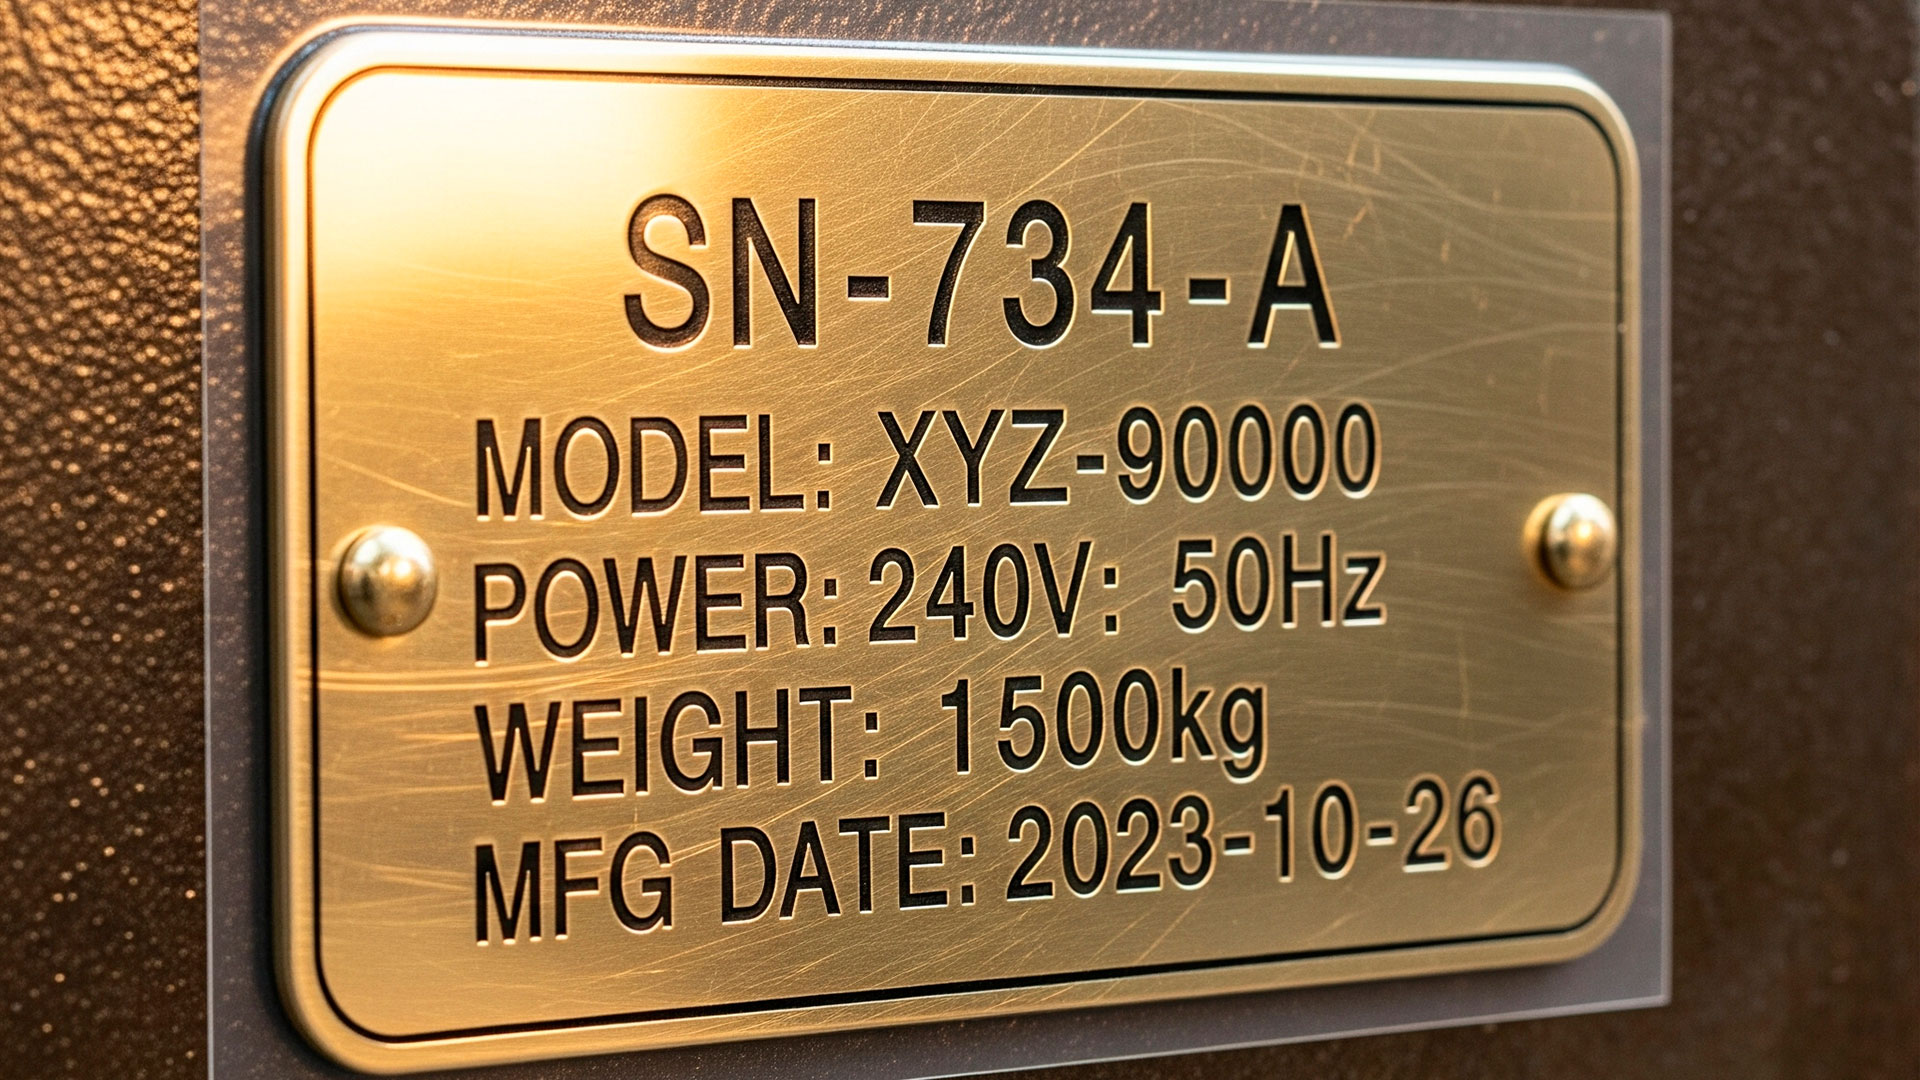 SN-734-A
MODEL: XYZ-90000
POWER: 240V: 50Hz
WEIGHT: 1500kg
MFG DATE: 2023-10-26